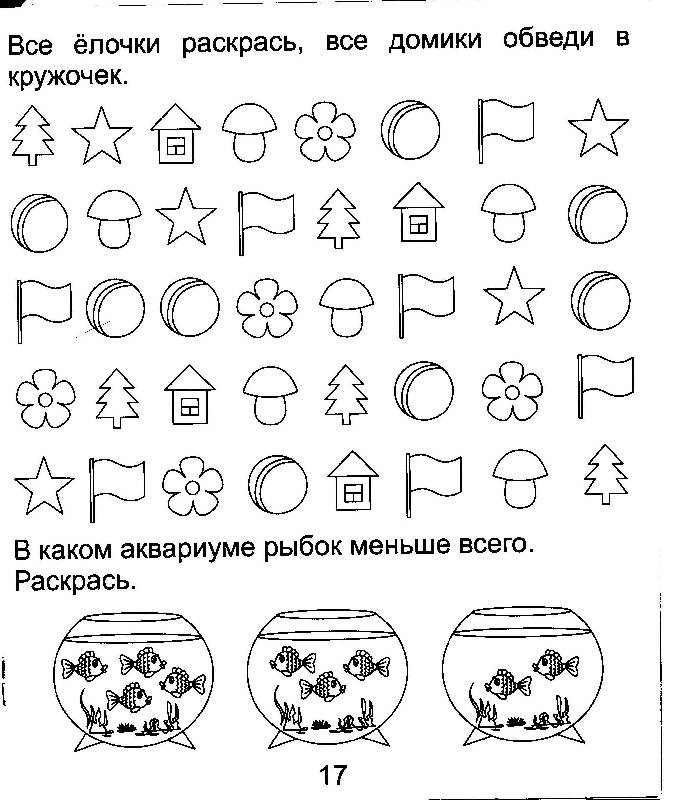 Все ёлочки раскрась, все домики обведи в
кружочек.
В каком аквариуме рыбок меньше всего.
Раскрась.
17